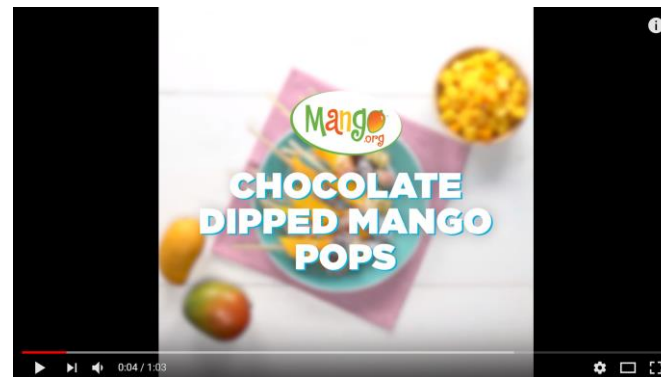 Mango
.org
CHOCOLATE
DIPPED MANGO
POPS
0:04 / 1:03